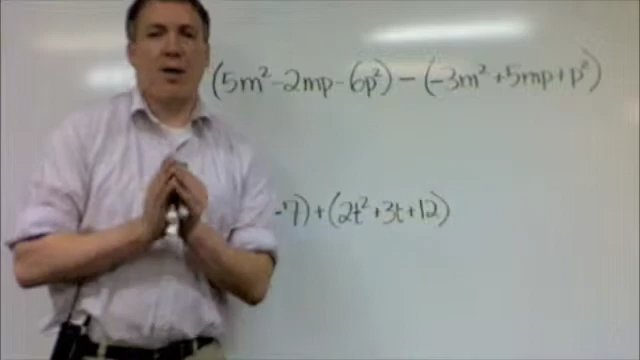 (5m² - 2mp - 6p²) - (-3m² + 5mp + p²)
-7) + (2t² + 3t + 12)